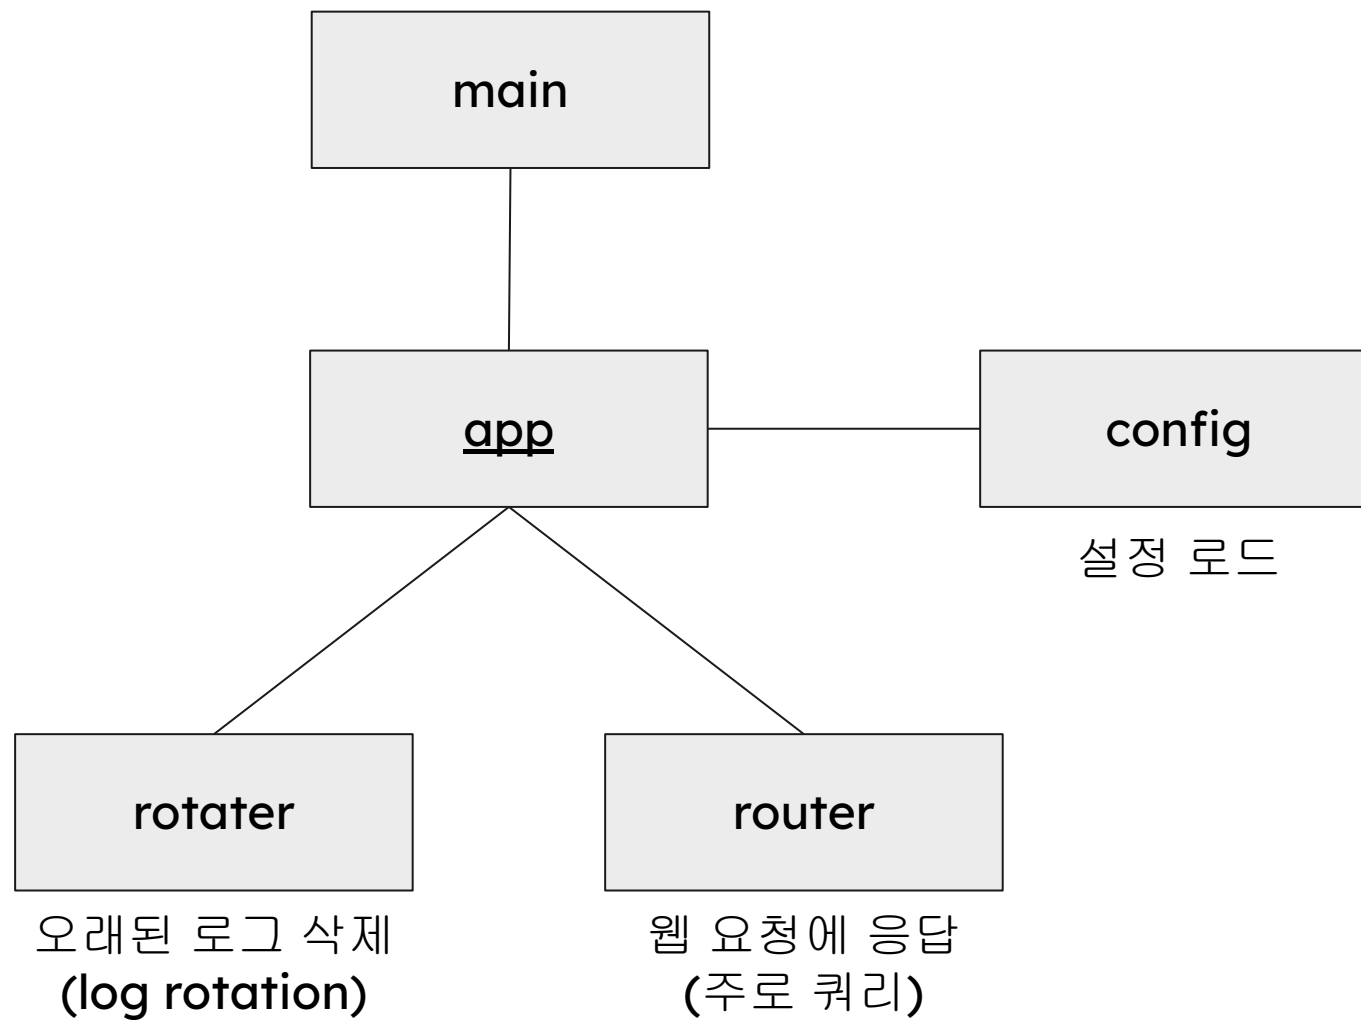 main
app
config
설정 로드
rotater
router
오래된 로그 삭제
(log rotation)
웹 요청에 응답
(주로 쿼리)